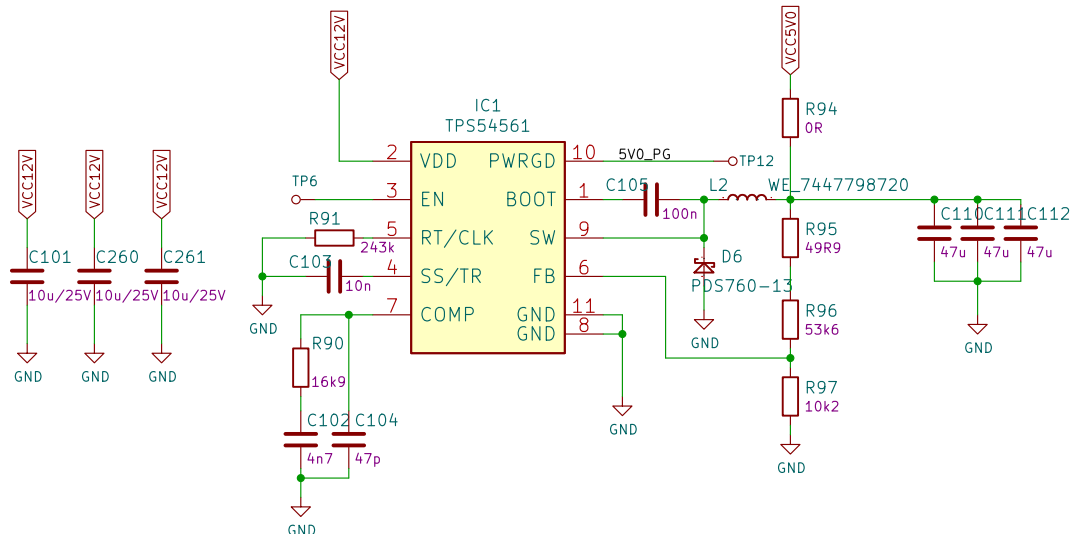 VCC12V
VCC5V0
IC1
TPS54561
R94
0R
2
VDD
PWRGD
10
5V0_PG
TP12
VCC12V
VCC12V
VCC12V
TP6
3
EN
BOOT
1
C105
100n
L2
WE_7447798720
R91
243k
5
RT/CLK
SW
9
R95
49R9
C110
47u
C111
47u
C112
47u
C101
10u/25V
C260
10u/25V
C261
10u/25V
C103
10n
4
SS/TR
FB
6
D6
PDS760-13
GND
7
COMP
GND
11
GND
8
GND
R96
53k6
GND
GND
GND
GND
R90
16k9
R97
10k2
C102
4n7
C104
47p
GND
GND
GND